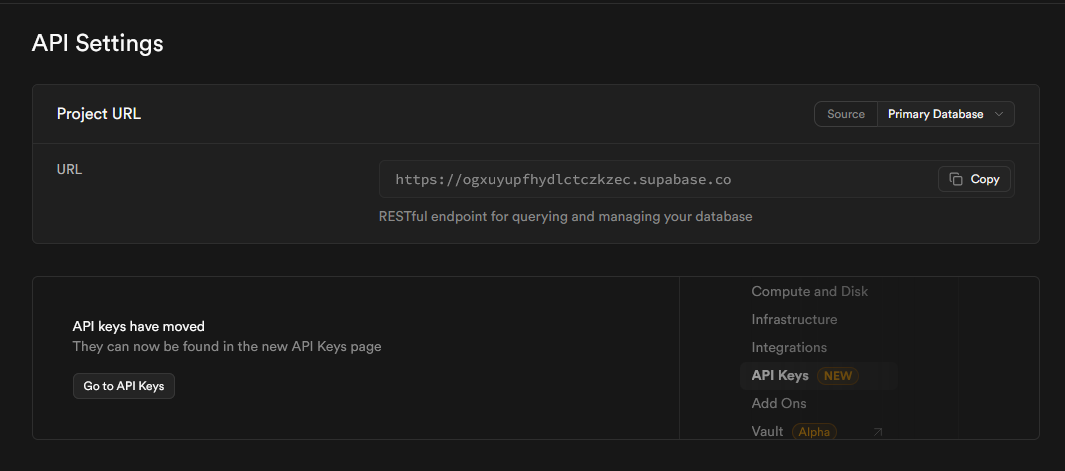 API Settings
Project URL
Source Primary Database
URL
https://ogxuyupfhydlctczkzec.supabase.co
Copy
RESTful endpoint for querying and managing your database
API keys have moved
They can now be found in the new API Keys page
Go to API Keys
Compute and Disk
Infrastructure
Integrations
API Keys NEW
Add Ons
Vault Alpha